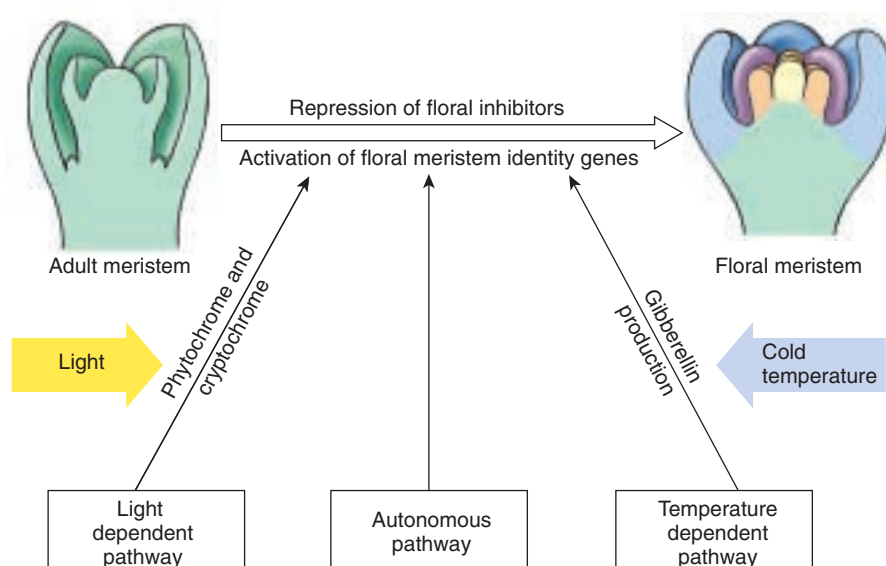 Repression of floral inhibitors
Activation of floral meristem identity genes
Adult meristem
Floral meristem
Phytochrome and
cryptochrome
Gibberellin
production
Light
Cold
temperature
Light
dependent
pathway
Autonomous
pathway
Temperature
dependent
pathway